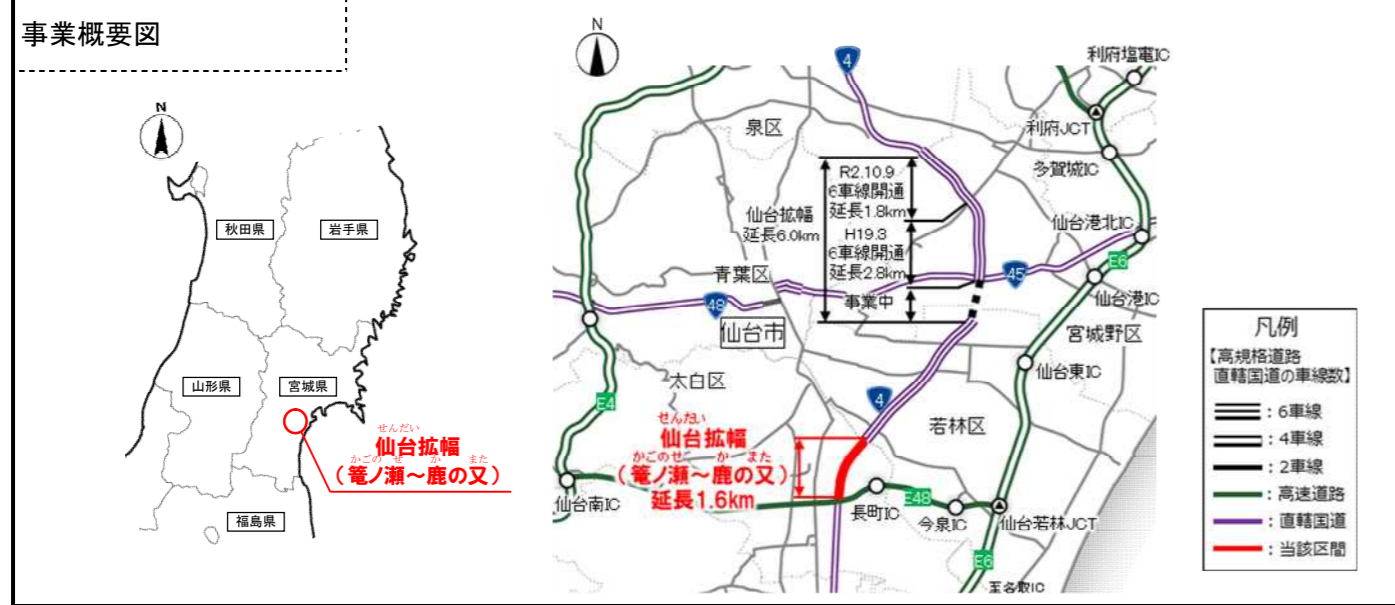 事業概要図
N
秋田県
岩手県
山形県
宮城県
福島県
せんだい
仙台拡幅
かごのせ か また
(篭ノ瀬～鹿の又)
N
4
利府塩竈IC
利府JCT
多賀城IC
仙台港北IC
E6
仙台港IC
45
泉区
R2.10.9
6車線開通
延長1.8km
仙台拡幅
延長6.0km
H19.3
6車線開通
延長2.8km
事業中
青葉区
48
仙台市
宮城野区
仙台東IC
太白区
4
E4
若林区
せんだい
仙台拡幅
かごのせ か また
(篭ノ瀬～鹿の又)
延長1.6km
仙台南IC
長町IC
E48
今泉IC
仙台若林JCT
E6
至名取IC
凡例
【高規格道路
直轄国道の車線数】
：6車線
：4車線
：2車線
：高速道路
：直轄国道
：当該区間